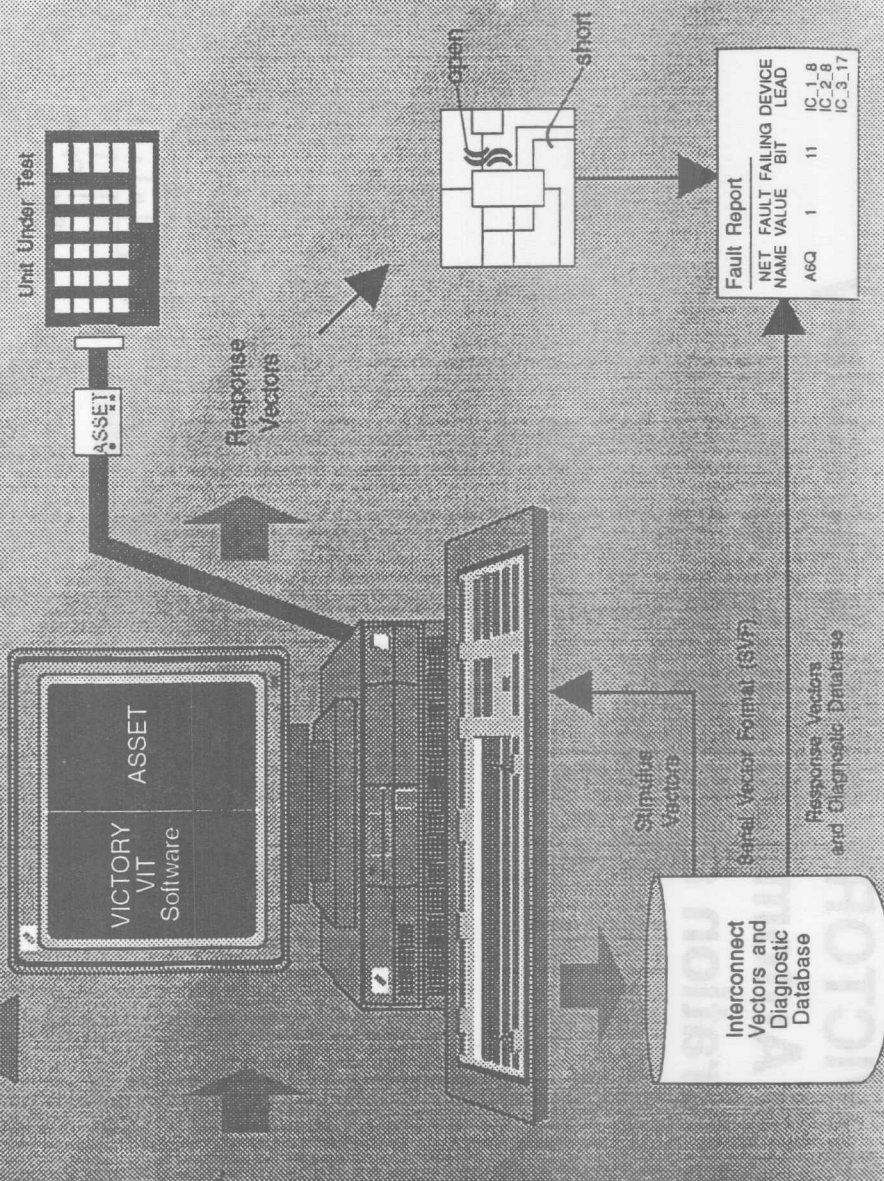 Unit Under Test
ASSET
VICTORY
VIT
Software
ASSET
Response
Vectors
open
short
Stimulus
Vectors
Serial Vector Format (SVF)
Interconnect
Vectors and
Diagnostic
Database
Response Vectors
and Diagnostic Database
Fault Report
NET FAULT FAILING DEVICE
NAME VALUE BIT LEAD
A6Q 1 11 IC_1_8
IC_2_8
IC_3_17